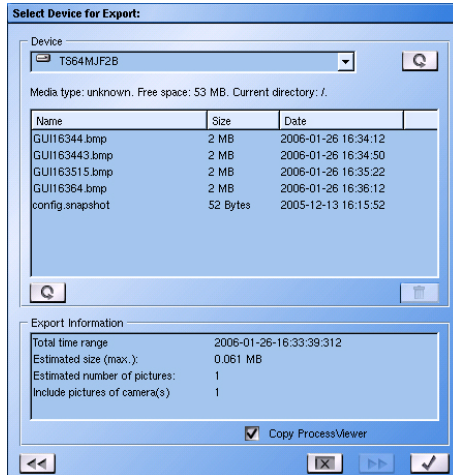 Select Device for Export:
Device
TS64MJF2B
Media type: unknown. Free space: 53 MB. Current directory: /.
Name Size Date
GUI16344.bmp 2 MB 2006-01-26 16:34:12
GUI163443.bmp 2 MB 2006-01-26 16:34:50
GUI163515.bmp 2 MB 2006-01-26 16:35:22
GUI16364.bmp 2 MB 2006-01-26 16:36:12
config.snapshot 52 Bytes 2005-12-13 16:15:52
Export Information
Total time range 2006-01-26-16:33:39:312
Estimated size (max.): 0.061 MB
Estimated number of pictures: 1
Include pictures of camera(s) 1
Copy ProcessViewer